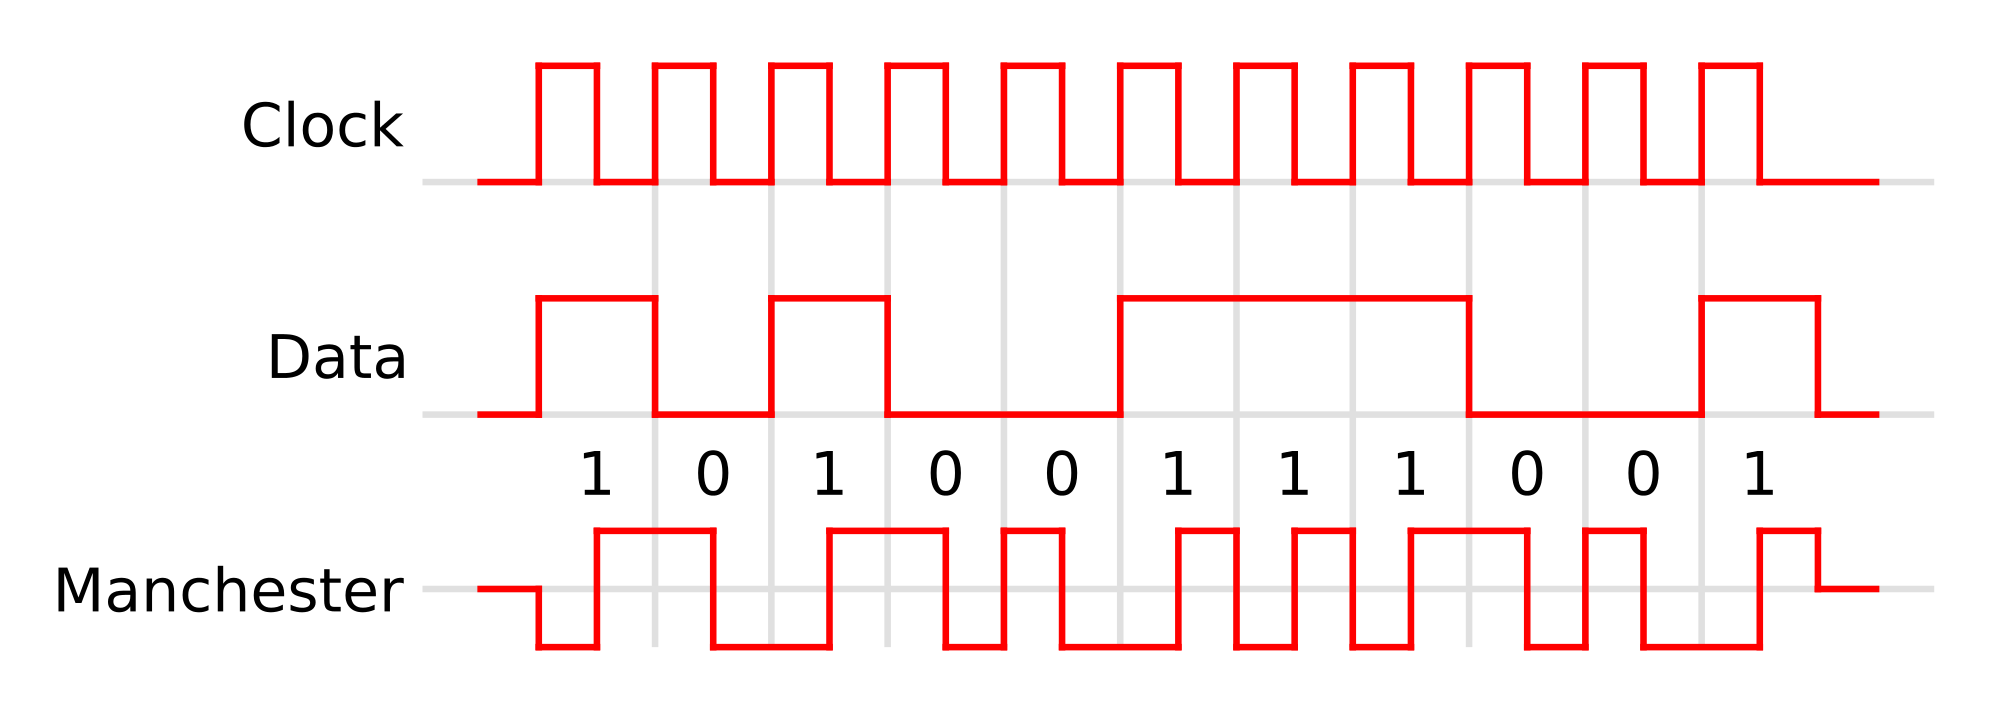 Clock
Data
1 0 1 0 0 1 1 1 0 0 1
Manchester